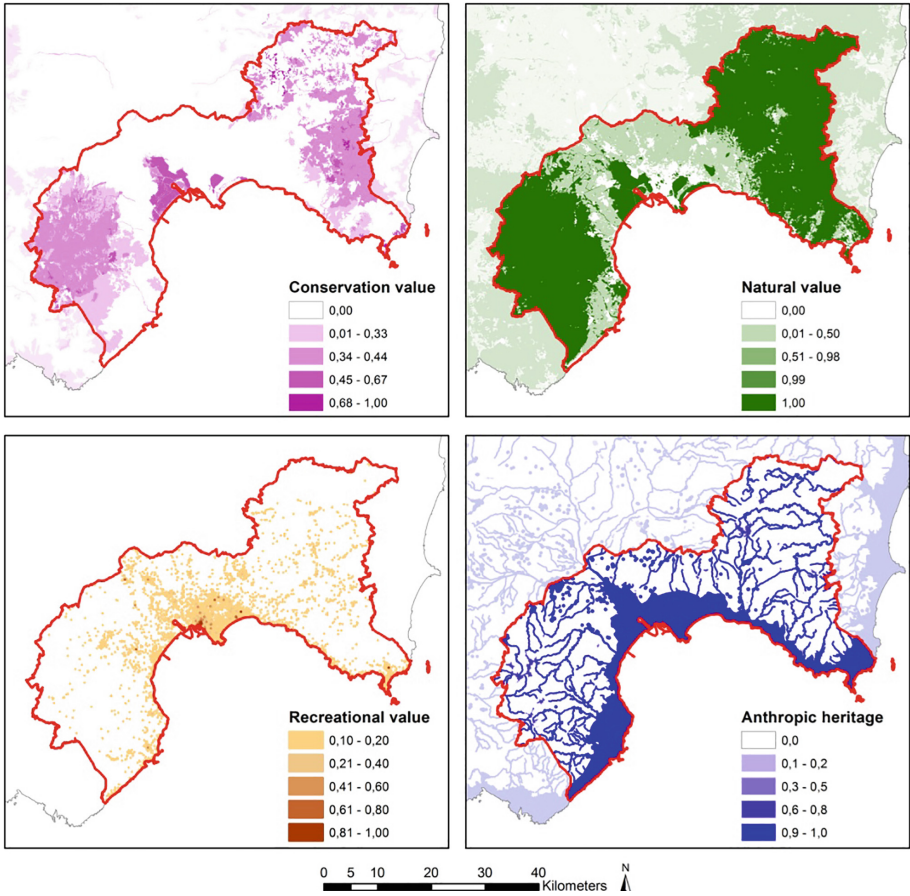 Conservation value
0,00
0,01 - 0,33
0,34 - 0,44
0,45 - 0,67
0,68 - 1,00
Natural value
0,00
0,01 - 0,50
0,51 - 0,98
0,99
1,00
Recreational value
0,10 - 0,20
0,21 - 0,40
0,41 - 0,60
0,61 - 0,80
0,81 - 1,00
Anthropic heritage
0,0
0,1 - 0,2
0,3 - 0,5
0,6 - 0,8
0,9 - 1,0
0 5 10 20 30 40
Kilometers
N